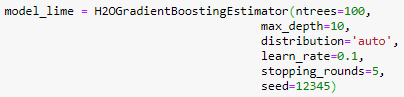 model_lime = H2OGradientBoostingEstimator(ntrees=100,
max_depth=10,
distribution='auto',
learn_rate=0.1,
stopping_rounds=5,
seed=12345)